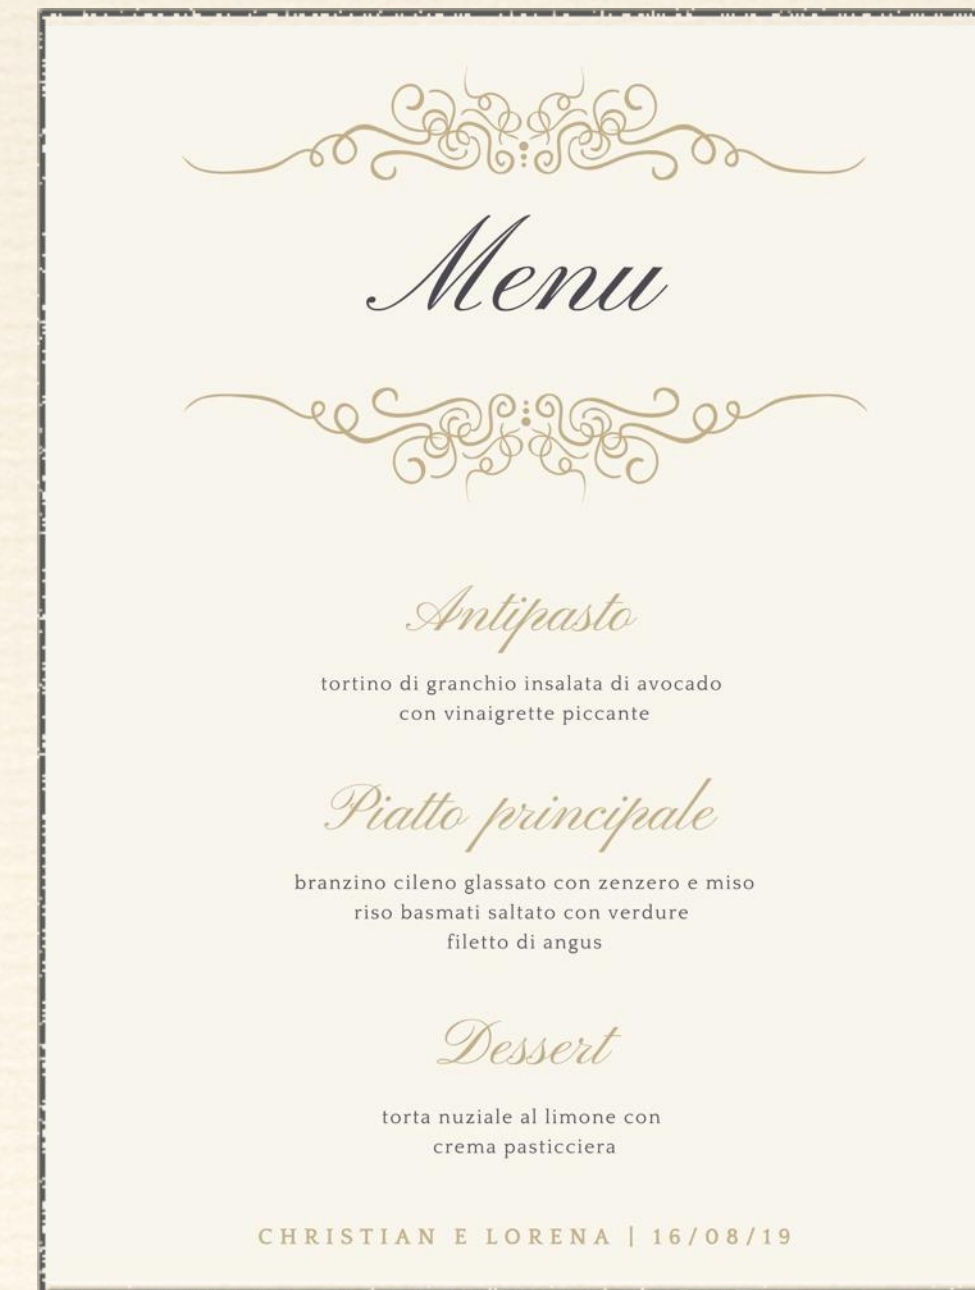 Menu
Antipasto
tortino di granchio insalata di avocado
con vinaigrette piccante
Piatto principale
branzino cileno glassato con zenzero e miso
riso basmati saltato con verdure
filetto di angus
Dessert
torta nuziale al limone con
crema pasticciera
CHRISTIAN E LORENA | 16/08/19